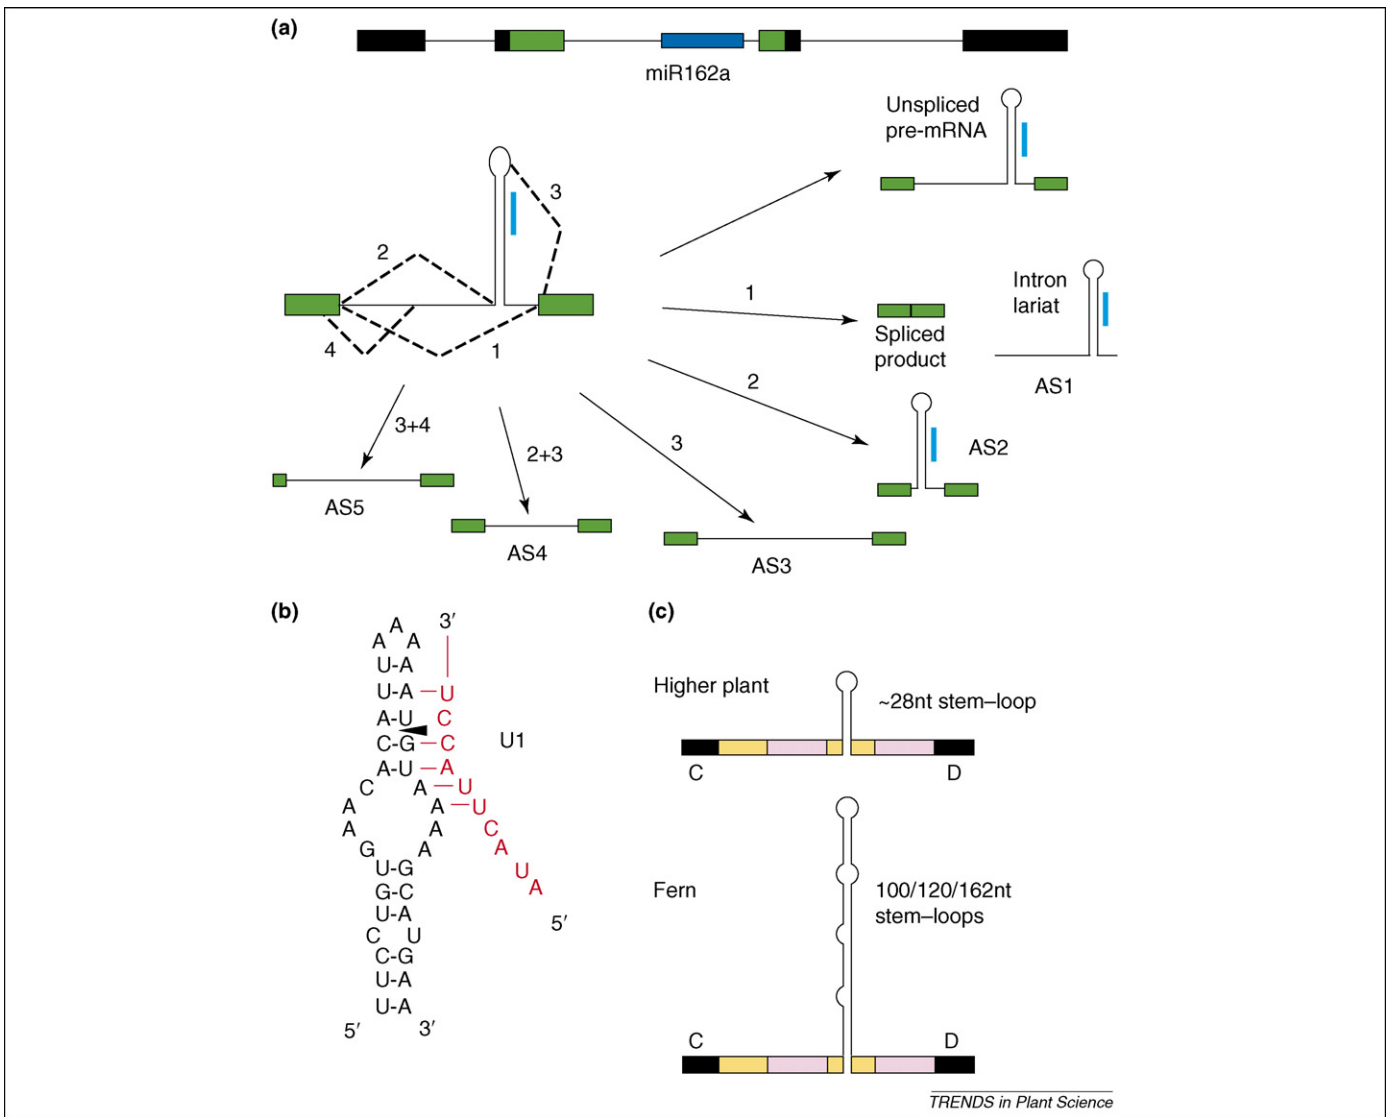 (a)
miR162a
Unspliced
pre-mRNA
3
2
4
1
1
Spliced
product
Intron
lariat
AS1
2
AS2
3
AS3
2+3
AS4
3+4
AS5
(b)
A
A A
U-A
U-A
A-U
C-G
A-U
C A
A A
A A
G A
U-G
G-C
U-A
C U
C-G
U-A
U-A
5′ 3′
3′
U
C
C
A
U
U
C
A
U
A
5′
U1
(c)
Higher plant
~28nt stem–loop
C D
Fern
100/120/162nt
stem–loops
C D
TRENDS in Plant Science